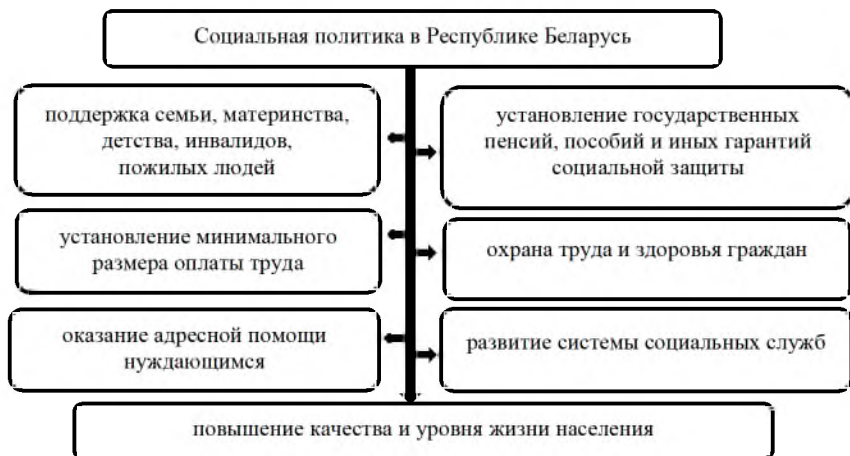 Социальная политика в Республике Беларусь
поддержка семьи, материнства,
детства, инвалидов,
пожилых людей
установление государственных
пенсий, пособий и иных гарантий
социальной защиты
установление минимального
размера оплаты труда
охрана труда и здоровья граждан
оказание адресной помощи
нуждающимся
развитие системы социальных служб
повышение качества и уровня жизни населения